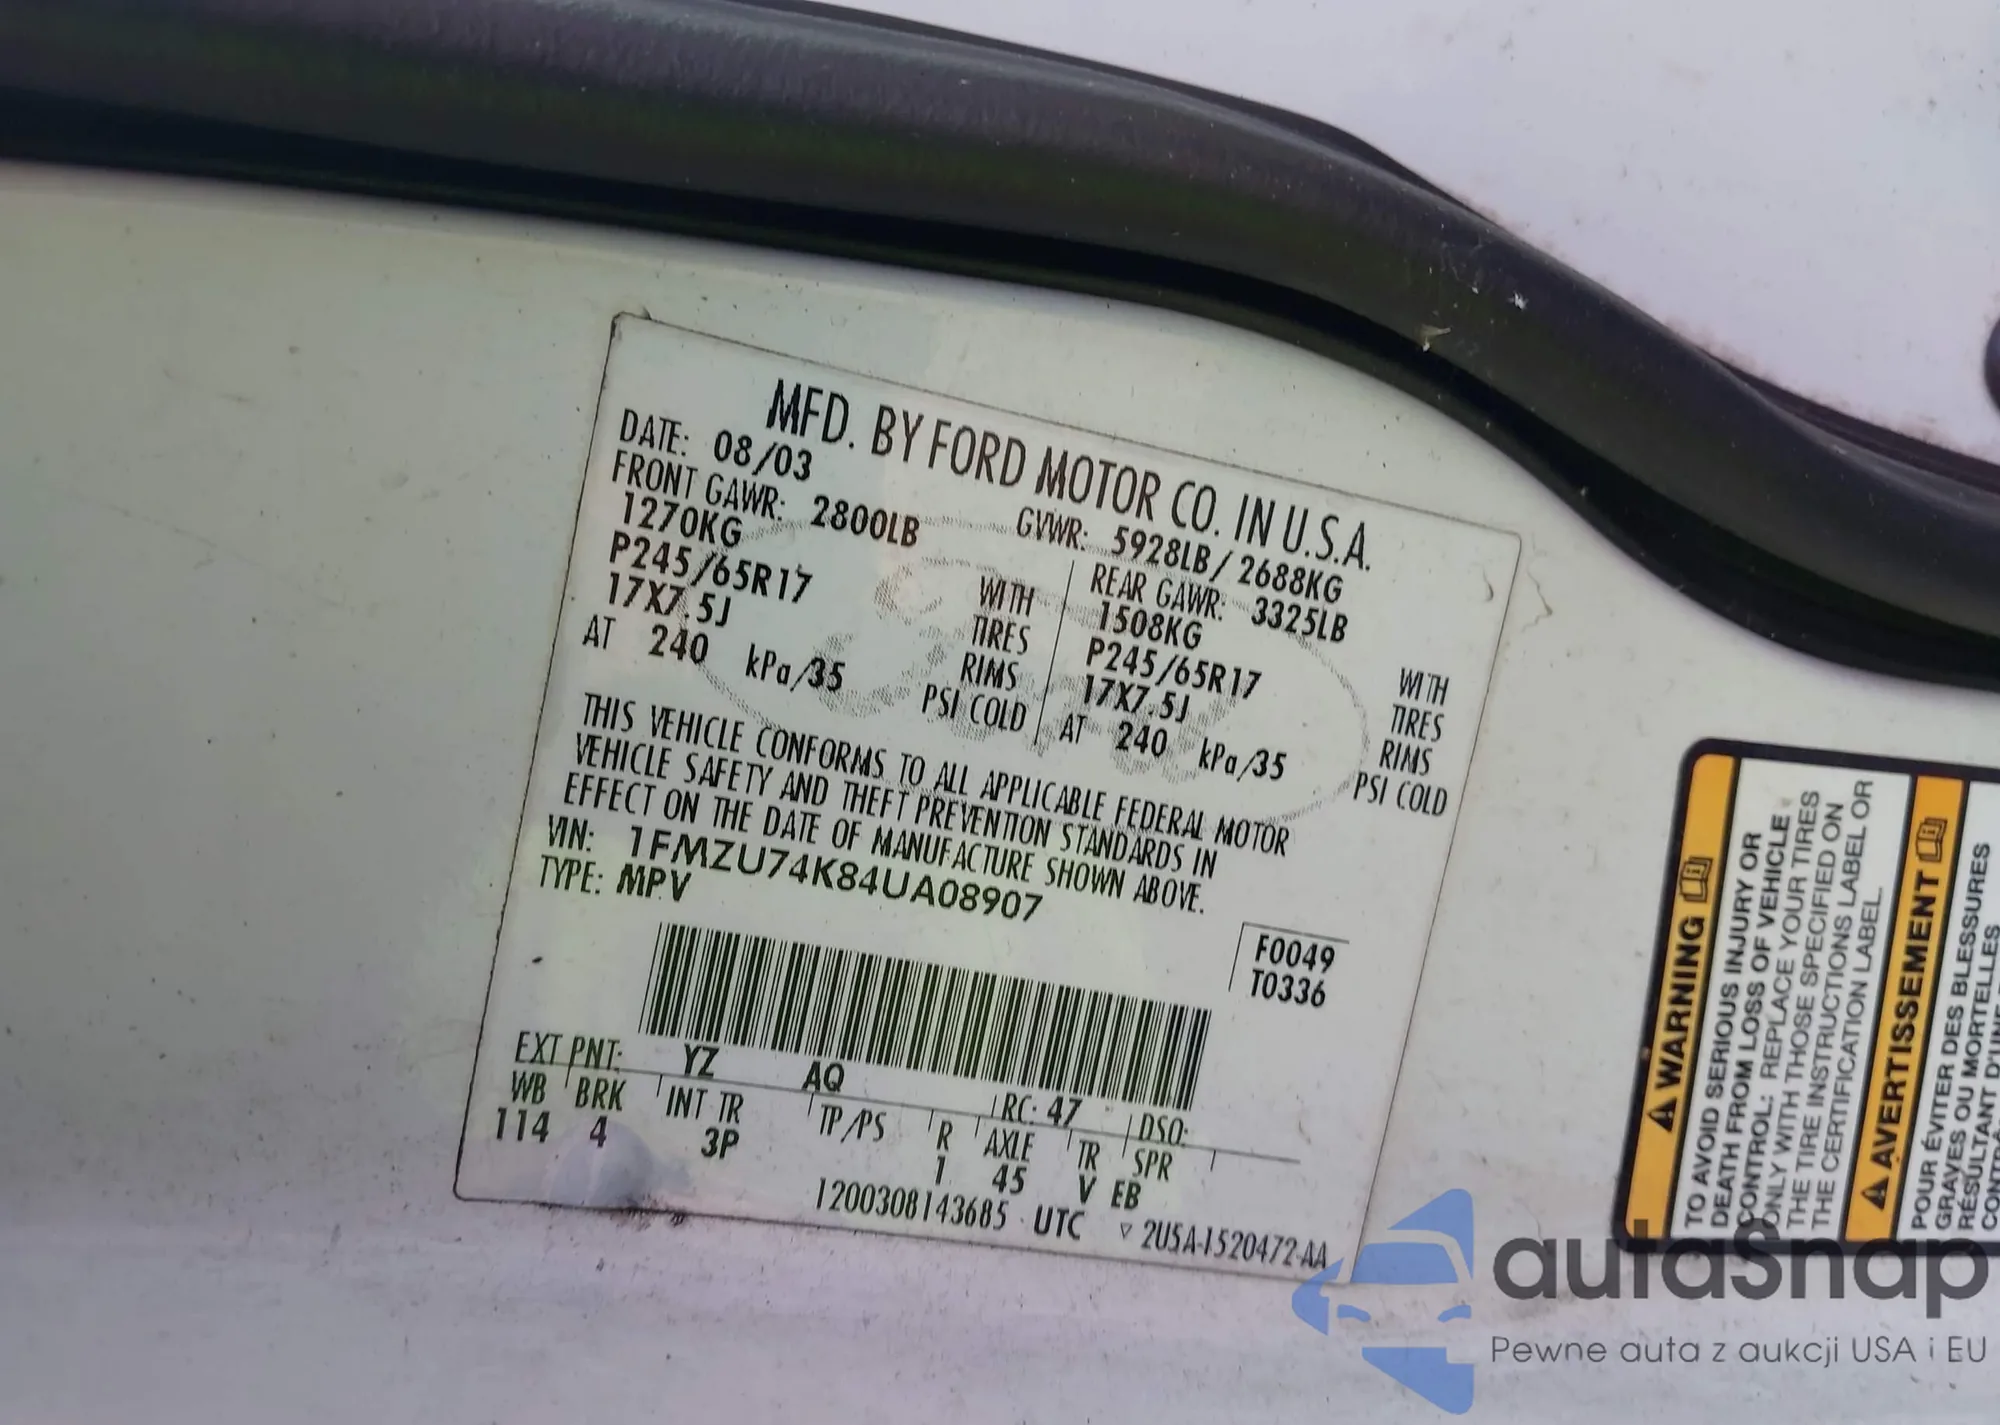 MFD. BY FORD MOTOR CO. IN U.S.A.
DATE: 08/03 GVWR: 5928LB/ 2688KG
FRONT GAWR: 2800LB REAR GAWR: 3325LB
1270KG WITH 1508KG WITH
P245/65R17 TIRES P245/65R17 TIRES
17X7.5J RIMS 17X7.5J RIMS
AT 240 kPa/35 PSI COLD AT 240 kPa/35 PSI COLD
THIS VEHICLE CONFORMS TO ALL APPLICABLE FEDERAL MOTOR
VEHICLE SAFETY AND THEFT PREVENTION STANDARDS IN
EFFECT ON THE DATE OF MANUFACTURE SHOWN ABOVE.
VIN: 1FMZU74K84UA08907
TYPE: MPV
F0049
T0336
EXT PNT: YZ AQ RC: 47 DSO:
WB BRK INT TR TP/PS R AXLE TR SPR
114 4 3P 1 45 V EB
1200308143685 UTC ▽ 2U5A-1520472-AA
WARNING
TO AVOID SERIOUS INJURY OR
DEATH FROM LOSS OF VEHICLE
CONTROL: REPLACE YOUR TIRES
ONLY WITH THOSE SPECIFIED ON
THE TIRE INSTRUCTIONS LABEL OR
THE CERTIFICATION LABEL.
AVERTISSEMENT
POUR ÉVITER DES BLESSURES
GRAVES OU MORTELLES
RÉSULTANT D'UNE
autaSnap
Pewne auta z aukcji USA i EU